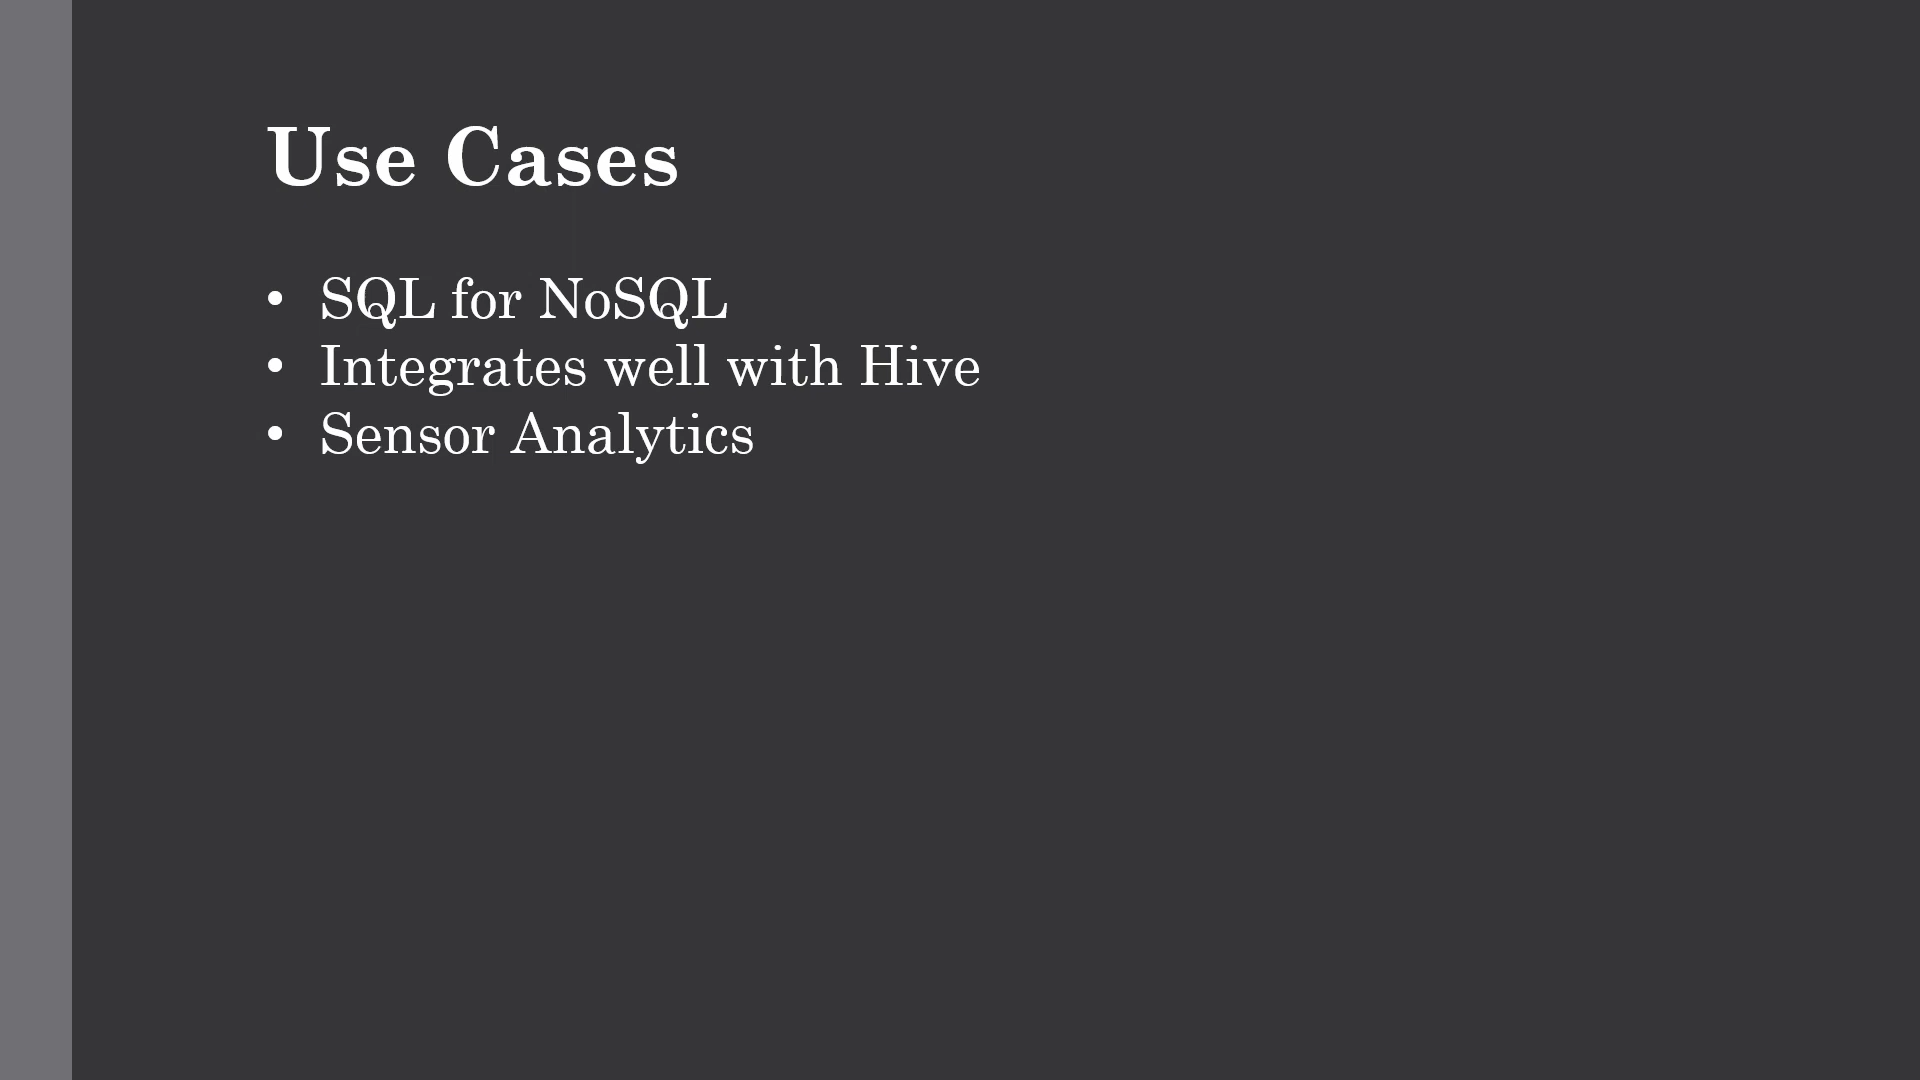 Use Cases
• SQL for NoSQL
• Integrates well with Hive
• Sensor Analytics